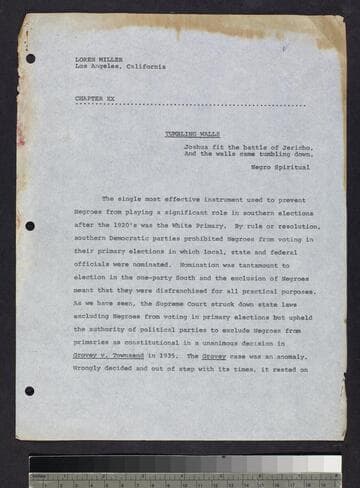 LOREN MILLER
Los Angeles, California
CHAPTER XX
TUMBLING WALLS
Joshua fit the battle of Jericho,
And the walls came tumbling down.
Negro Spiritual
The single most effective instrument used to prevent
Negroes from playing a significant role in southern elections
after the 1920's was the White Primary. By rule or resolution,
southern Democratic parties prohibited Negroes from voting in
their primary elections in which local, state and federal
officials were nominated. Nomination was tantamount to
election in the one-party South and the exclusion of Negroes
meant that they were disfranchised for all practical purposes.
As we have seen, the Supreme Court struck down state laws
excluding Negroes from voting in primary elections but upheld
the authority of political parties to exclude Negroes from
primaries as constitutional in a unanimous decision in
Grovey v. Townsend in 1935. The Grovey case was an anomaly.
Wrongly decided and out of step with its times, it rested on